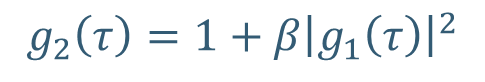 g₂(τ) = 1 + β|g₁(τ)|²